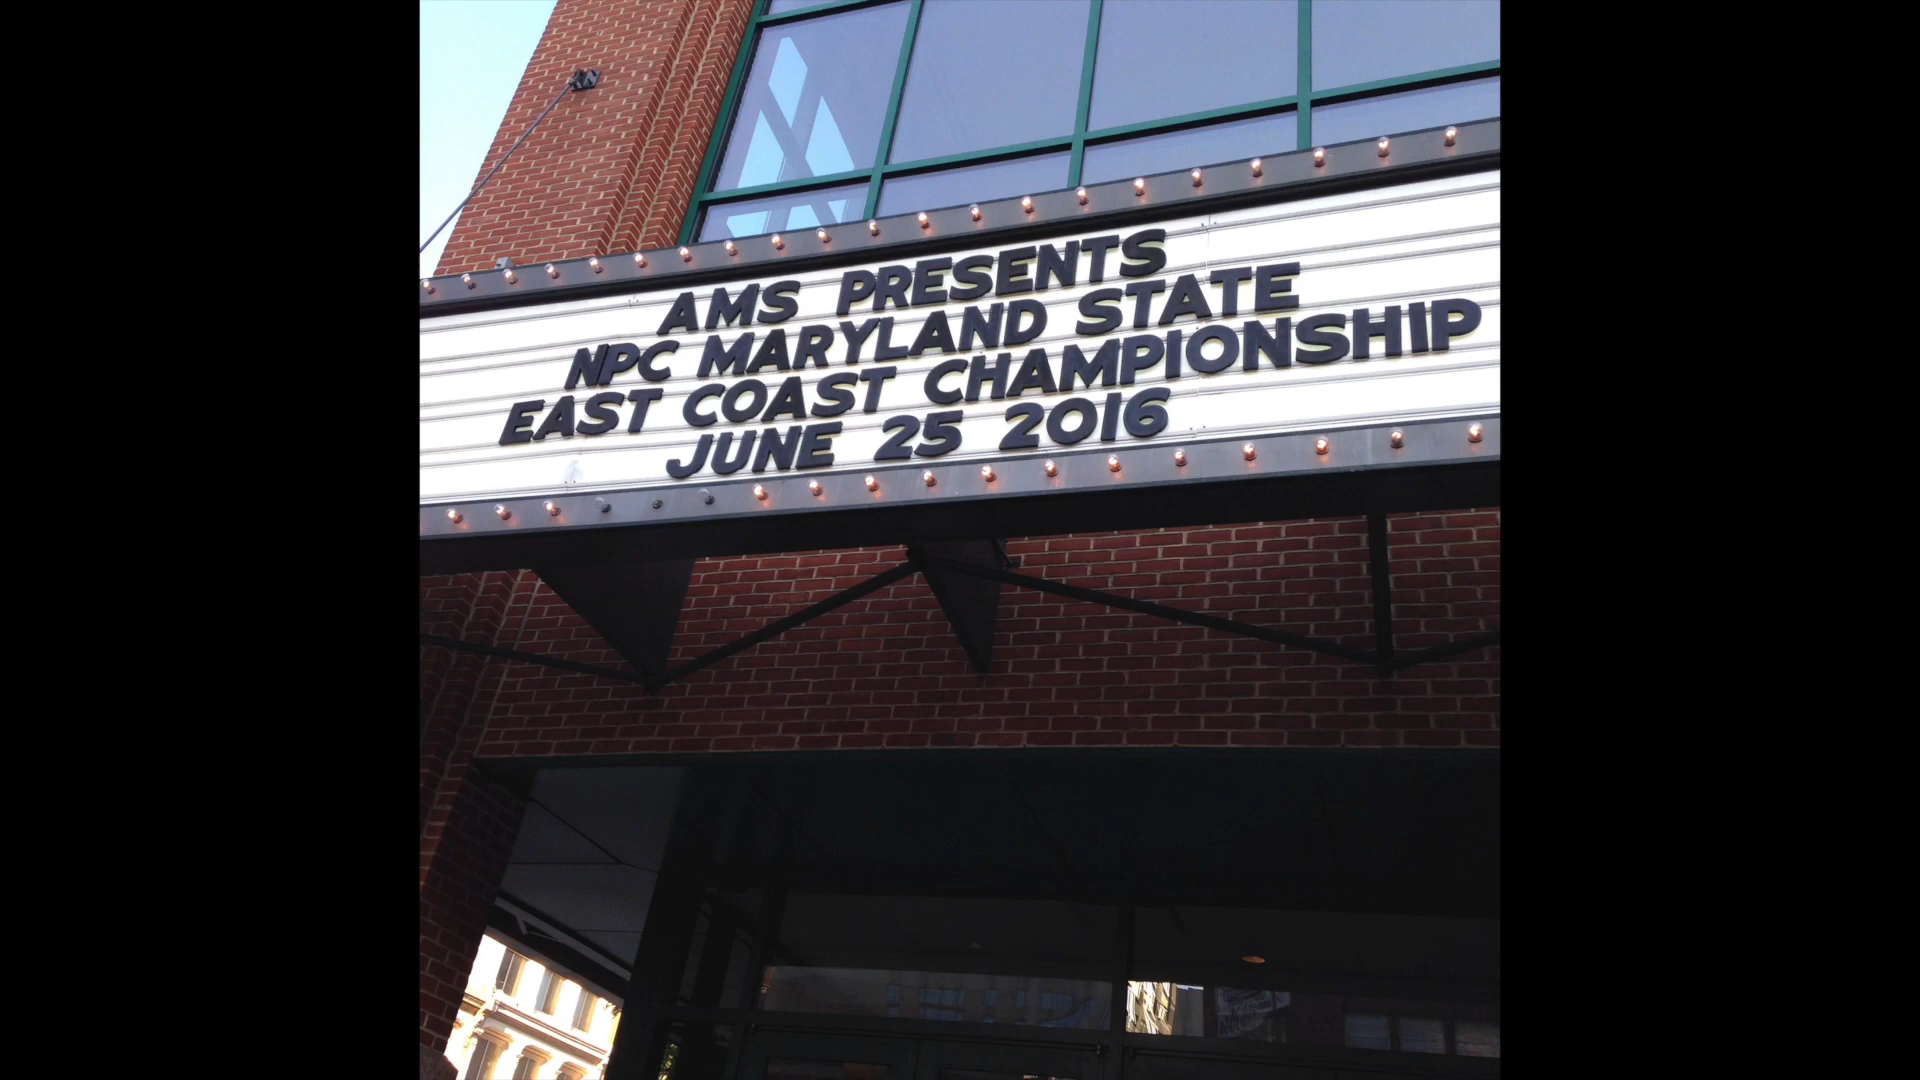 AMS PRESENTS
NPC MARYLAND STATE
EAST COAST CHAMPIONSHIP
JUNE 25 2016